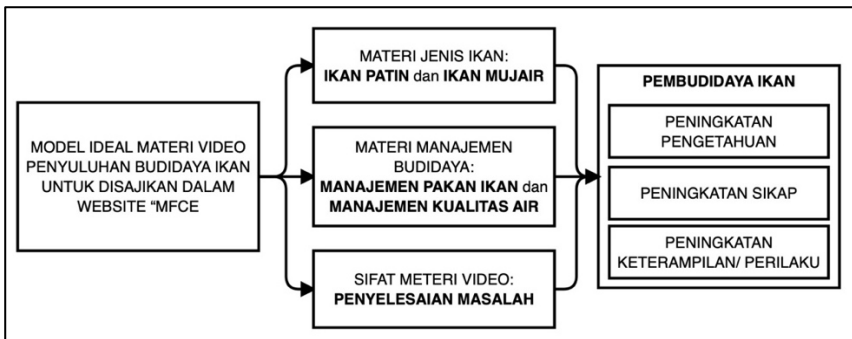 MODEL IDEAL MATERI VIDEO
PENYULUHAN BUDIDAYA IKAN
UNTUK DISAJIKAN DALAM
WEBSITE “MFCE
MATERI JENIS IKAN:
IKAN PATIN dan IKAN MUJAIR
MATERI MANAJEMEN
BUDIDAYA:
MANAJEMEN PAKAN IKAN dan
MANAJEMEN KUALITAS AIR
SIFAT METERI VIDEO:
PENYELESAIAN MASALAH
PEMBUDIDAYA IKAN
PENINGKATAN
PENGETAHUAN
PENINGKATAN SIKAP
PENINGKATAN
KETERAMPILAN/ PERILAKU